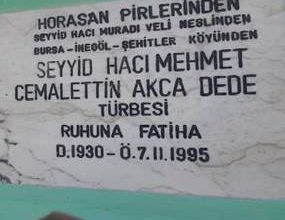 HORASAN PİRLERİNDEN
SEYYİD HACI MURADI VELİ NESLİNDEN
BURSA-İNEGÖL-ŞEHİTLER KÖYÜNDEN
SEYYİD HACI MEHMET
CEMALETTİN AKCA DEDE
TÜRBESİ
RUHUNA FATİHA
D.1930-Ö.7.11.1995